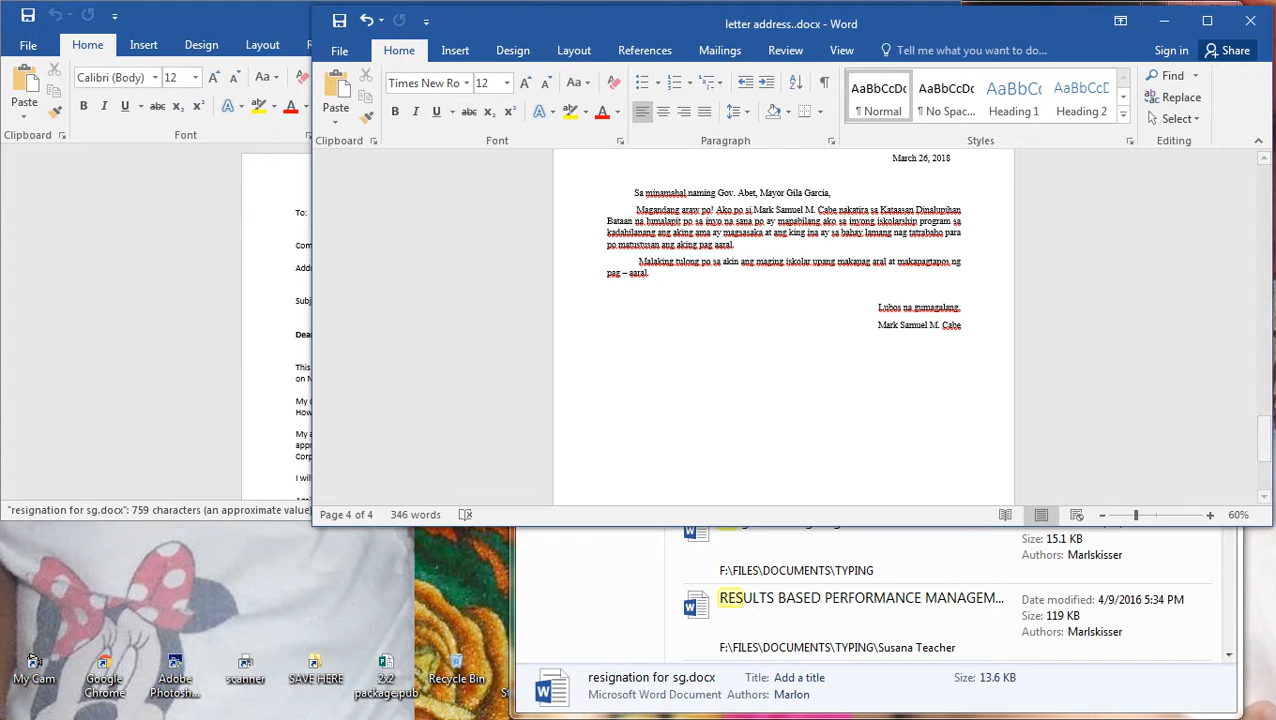 letter address..docx - Word
File Home Insert Design Layout
File Home Insert Design Layout References Mailings Review View Tell me what you want to do... Sign in Share
Calibri (Body) 12
Paste
Clipboard Font
Times New Ro 12
Paste
AaBbCcDc AaBbCcDc AaBbCc AaBbCcD
¶ Normal ¶ No Spac... Heading 1 Heading 2
Find
Replace
Select
Clipboard Font Paragraph Styles Editing
March 26, 2018
Sa minamahal naming Gov. Abet, Mayor Gila Garcia,
Magandang araw po! Ako po si Mark Samuel M. Cabe nakatira sa Kataasan Dinalupihan
Bataan na lumalapit po sa inyo na sana po ay mapabilang ako sa inyong iskolarship program sa
kadahilanang ang aking ama ay magsasaka at ang king ina ay sa bahay lamang nag tatrabaho para
po matustusan ang aking pag aaral.
Malaking tulong po sa akin ang maging iskolar upang makapag aral at makapagtapos ng
pag – aaral.
Lubos na gumagalang,
Mark Samuel M. Cabe
Page 4 of 4 346 words 60%
To:
Com
Addr
Subj
Dear
This
on N
My
How
My a
appr
Corp
I will
"resignation for sg.docx": 759 characters (an approximate value)
Size: 15.1 KB
Authors: Marlskisser
F:\FILES\DOCUMENTS\TYPING
RESULTS BASED PERFORMANCE MANAGEM...
Date modified: 4/9/2016 5:34 PM
Size: 119 KB
Authors: Marlskisser
F:\FILES\DOCUMENTS\TYPING\Susana Teacher
resignation for sg.docx Title: Add a title Size: 13.6 KB
Microsoft Word Document Authors: Marlon
My Cam
Google Chrome
Adobe Photosh...
scanner
SAVE HERE
2x2 package.pub
Recycle Bin